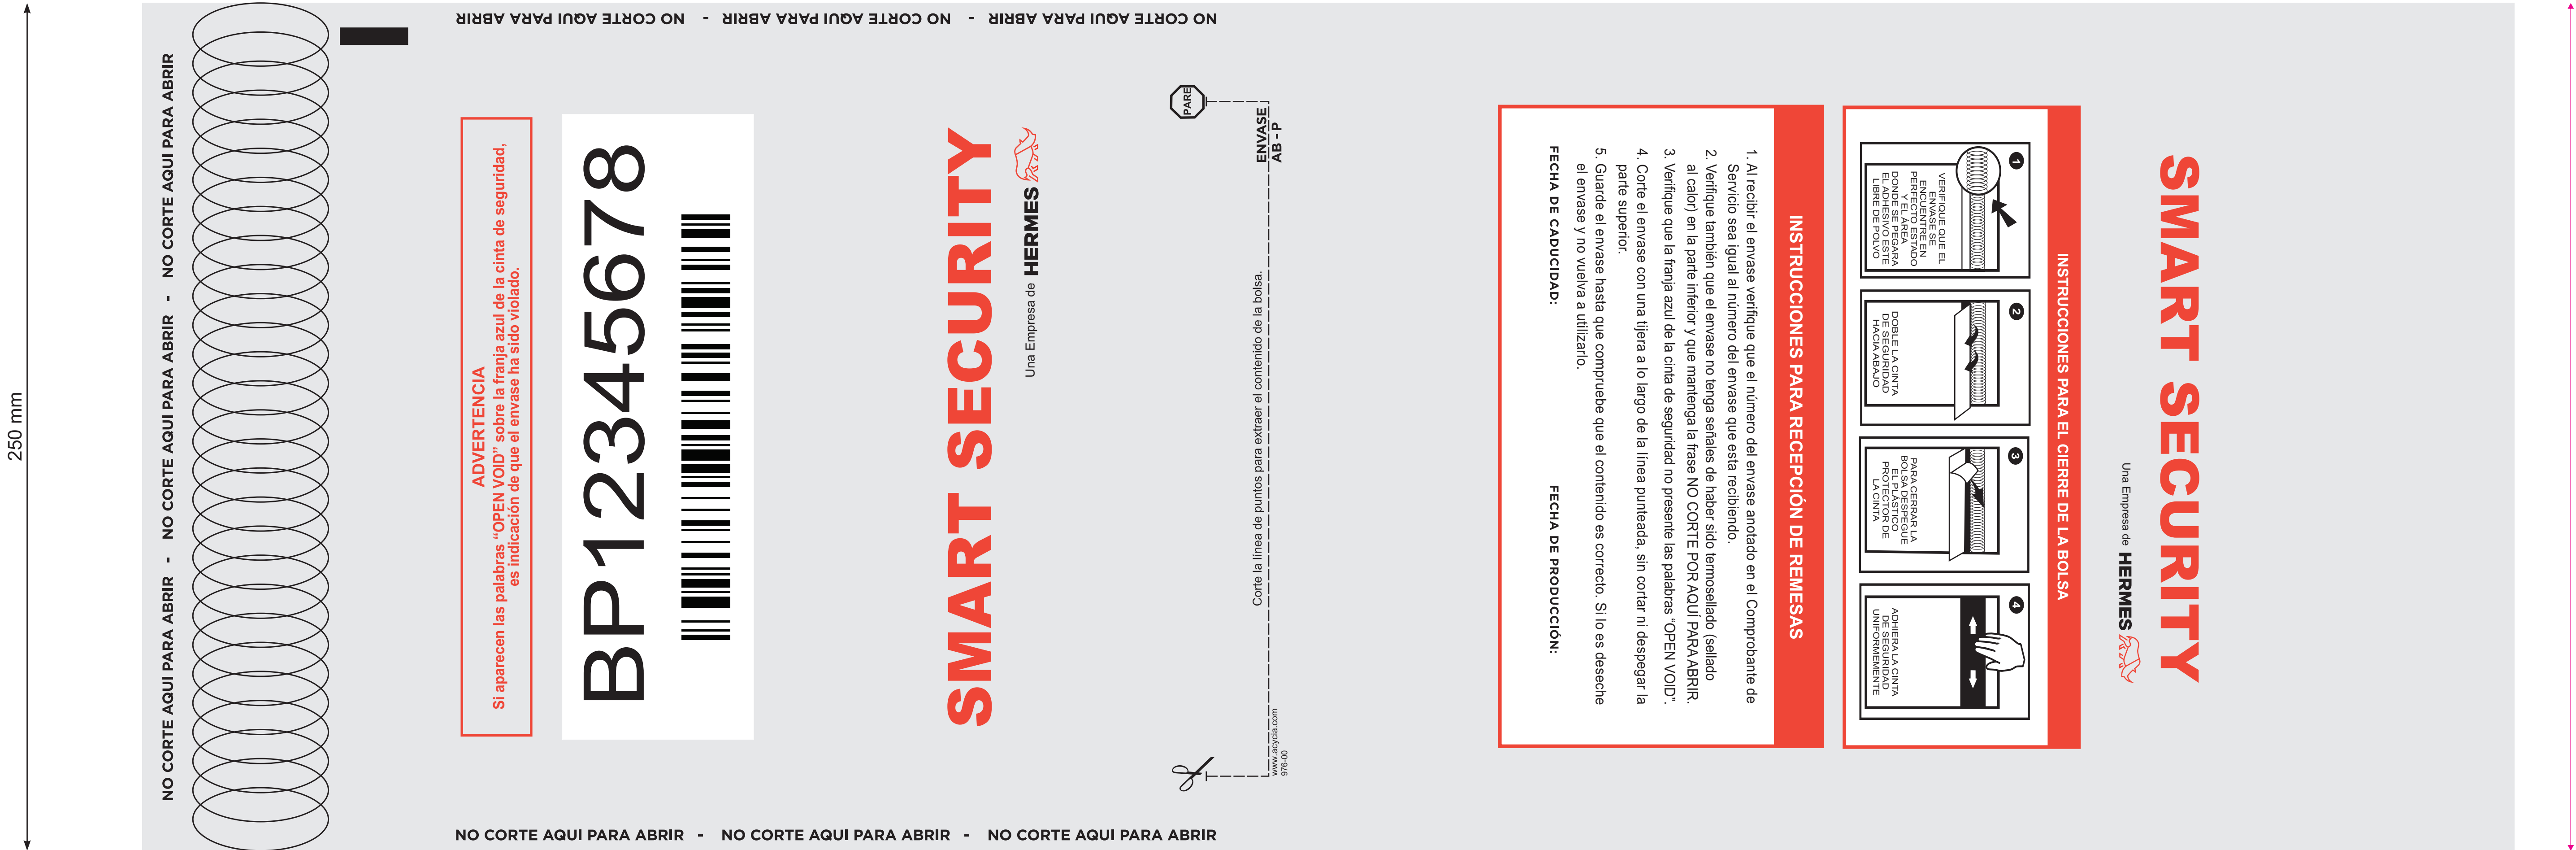 250 mm
NO CORTE AQUI PARA ABRIR - NO CORTE AQUI PARA ABRIR - NO CORTE AQUI PARA ABRIR
NO CORTE AQUI PARA ABRIR - NO CORTE AQUI PARA ABRIR - NO CORTE AQUI PARA ABRIR
ADVERTENCIA
Si aparecen las palabras “OPEN VOID” sobre la franja azul de la cinta de seguridad,
es indicación de que el envase ha sido violado.
BP12345678
SMART SECURITY
Una Empresa de HERMES
PARE
ENVASE
AB - P
Corte la línea de puntos para extraer el contenido de la bolsa.
www.acycia.com
976-00
NO CORTE AQUI PARA ABRIR - NO CORTE AQUI PARA ABRIR - NO CORTE AQUI PARA ABRIR
SMART SECURITY
Una Empresa de HERMES
INSTRUCCIONES PARA EL CIERRE DE LA BOLSA
1
VERIFIQUE QUE EL
ENVASE SE
ENCUENTRE EN
PERFECTO ESTADO
Y EL ÁREA
DONDE SE PEGARA
EL ADHESIVO ESTE
LIBRE DE POLVO
2
DOBLE LA CINTA
DE SEGURIDAD
HACIA ABAJO
3
PARA CERRAR LA
BOLSA DESPEGUE
EL PLÁSTICO
PROTECTOR DE
LA CINTA
4
ADHIERA LA CINTA
DE SEGURIDAD
UNIFORMEMENTE
INSTRUCCIONES PARA RECEPCIÓN DE REMESAS
1. Al recibir el envase verifique que el número del envase anotado en el Comprobante de
Servicio sea igual al número del envase que esta recibiendo.
2. Verifique también que el envase no tenga señales de haber sido termosellado (sellado
al calor) en la parte inferior y que mantenga la frase NO CORTE POR AQUÍ PARA ABRIR.
3. Verifique que la franja azul de la cinta de seguridad no presente las palabras “OPEN VOID”.
4. Corte el envase con una tijera a lo largo de la línea punteada, sin cortar ni despegar la
parte superior.
5. Guarde el envase hasta que compruebe que el contenido es correcto. Si lo es deseche
el envase y no vuelva a utilizarlo.
FECHA DE CADUCIDAD: FECHA DE PRODUCCIÓN: